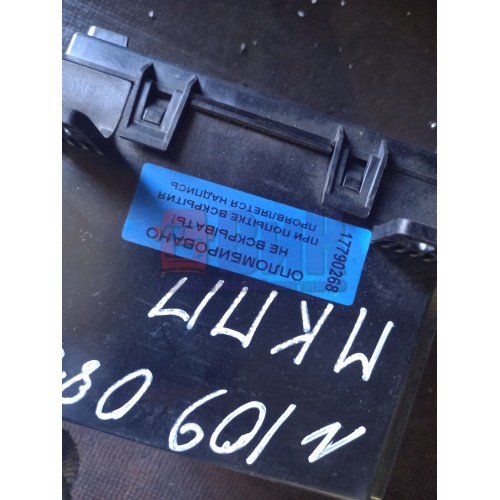 МКПП
ОПЛОМБИРОВАНО
НЕ ВСКРЫВАТЬ!
ПРИ ПОПЫТКЕ ВСКРЫТИЯ
ПРОЯВЛЯЕТСЯ НАДПИСЬ
17790268